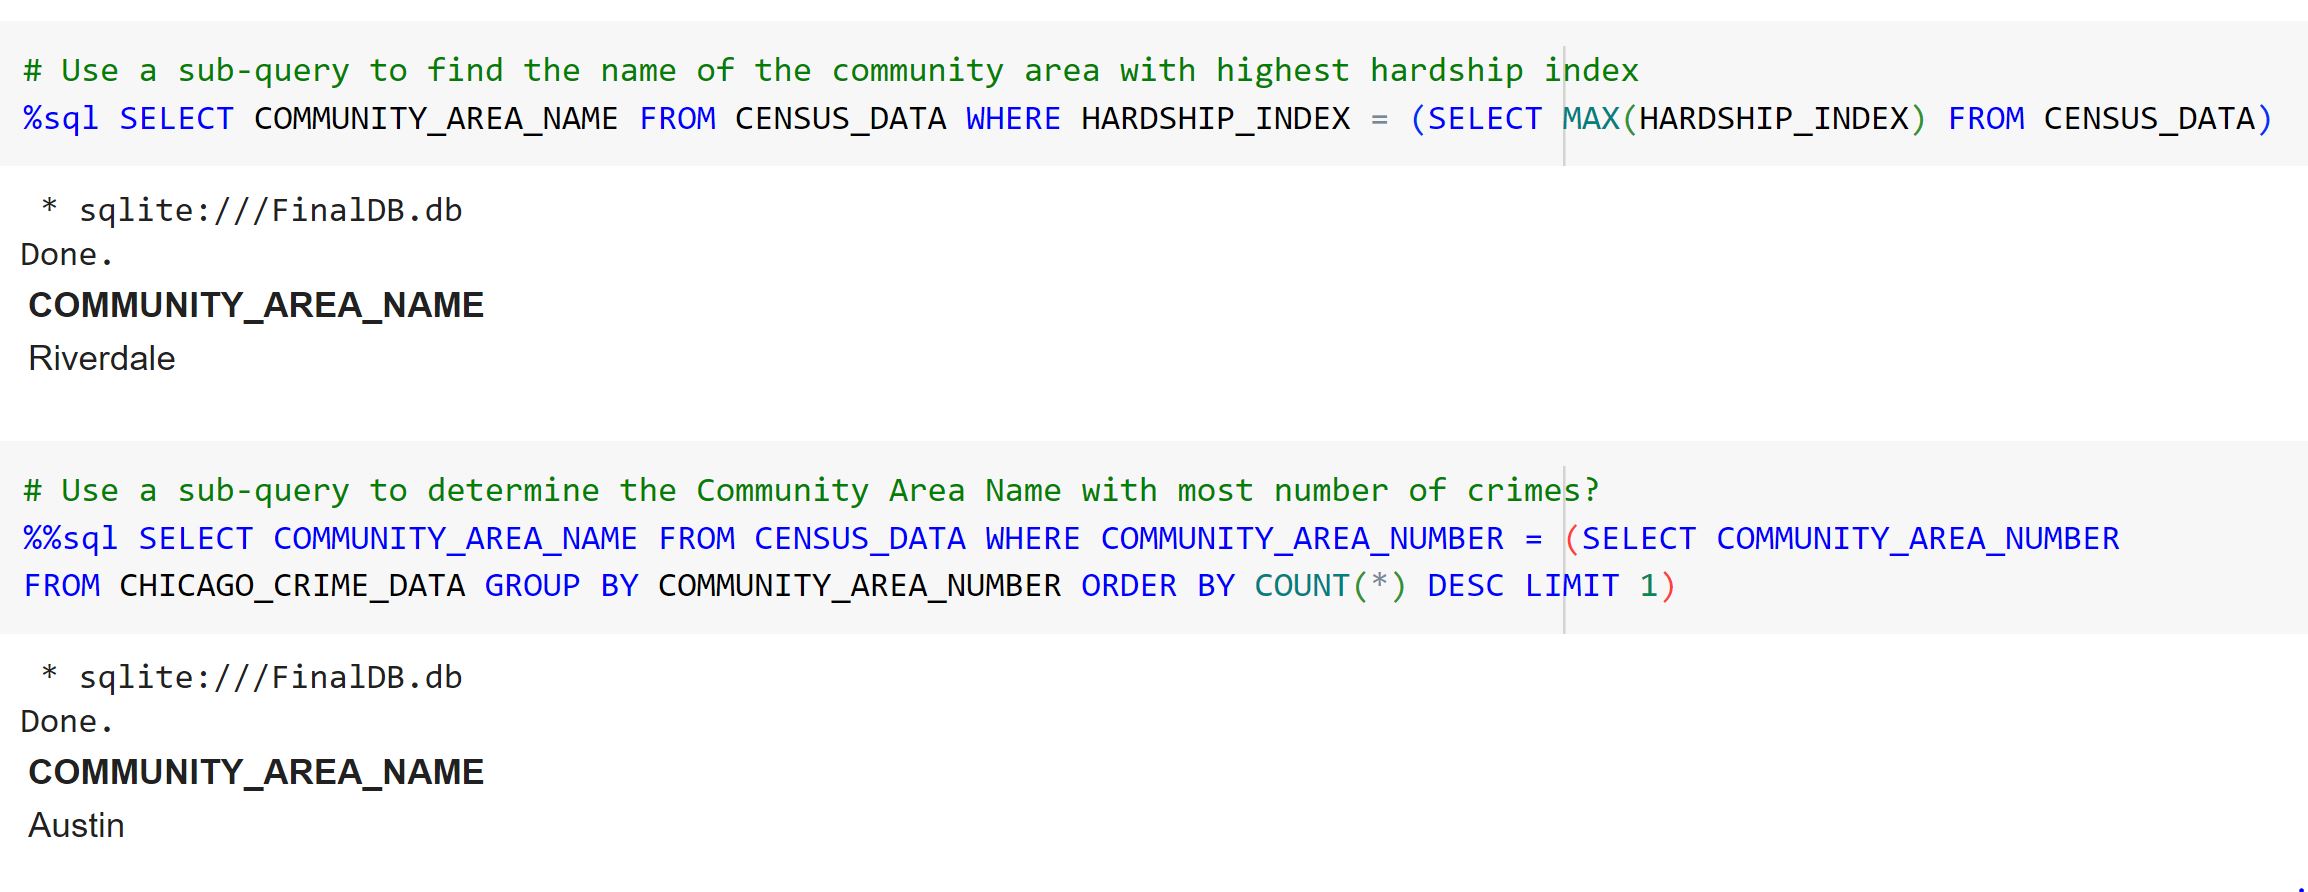 # Use a sub-query to find the name of the community area with highest hardship index
%sql SELECT COMMUNITY_AREA_NAME FROM CENSUS_DATA WHERE HARDSHIP_INDEX = (SELECT MAX(HARDSHIP_INDEX) FROM CENSUS_DATA)
* sqlite:///FinalDB.db
Done.
COMMUNITY_AREA_NAME
Riverdale
# Use a sub-query to determine the Community Area Name with most number of crimes?
%%sql SELECT COMMUNITY_AREA_NAME FROM CENSUS_DATA WHERE COMMUNITY_AREA_NUMBER = (SELECT COMMUNITY_AREA_NUMBER
FROM CHICAGO_CRIME_DATA GROUP BY COMMUNITY_AREA_NUMBER ORDER BY COUNT(*) DESC LIMIT 1)
* sqlite:///FinalDB.db
Done.
COMMUNITY_AREA_NAME
Austin